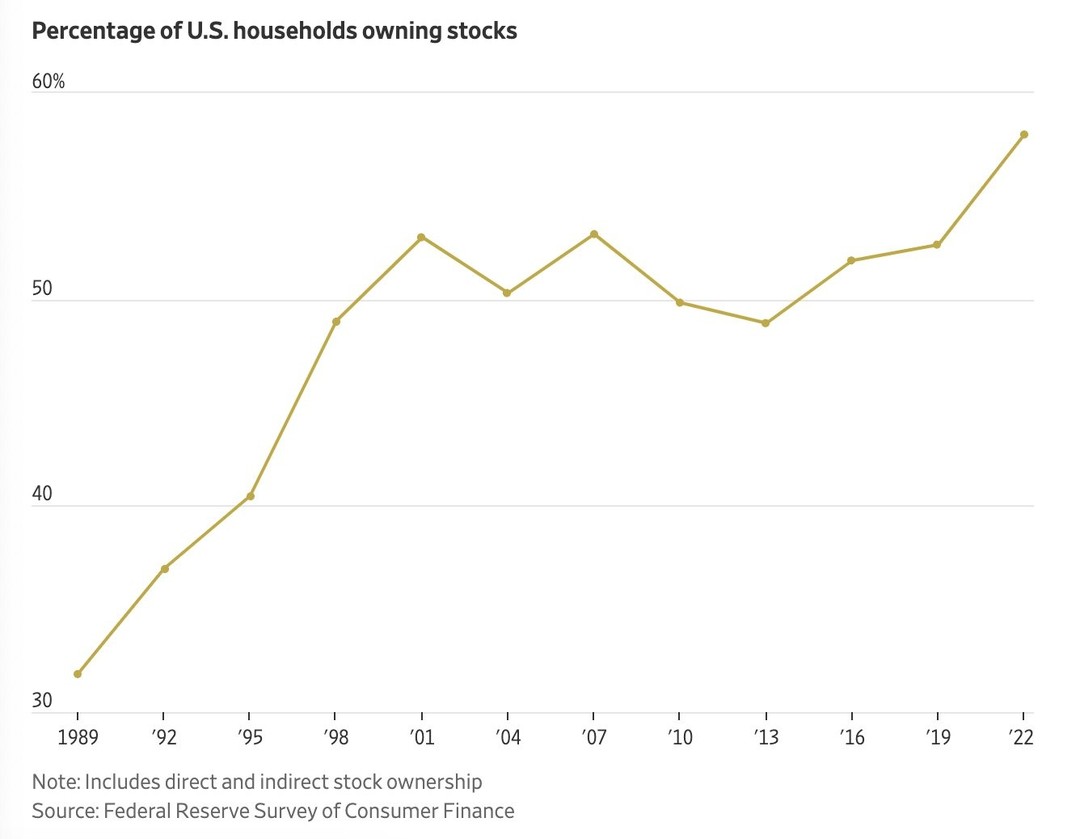 Percentage of U.S. households owning stocks
60%
50
40
30
1989 ’92 ’95 ’98 ’01 ’04 ’07 ’10 ’13 ’16 ’19 ’22
Note: Includes direct and indirect stock ownership
Source: Federal Reserve Survey of Consumer Finance